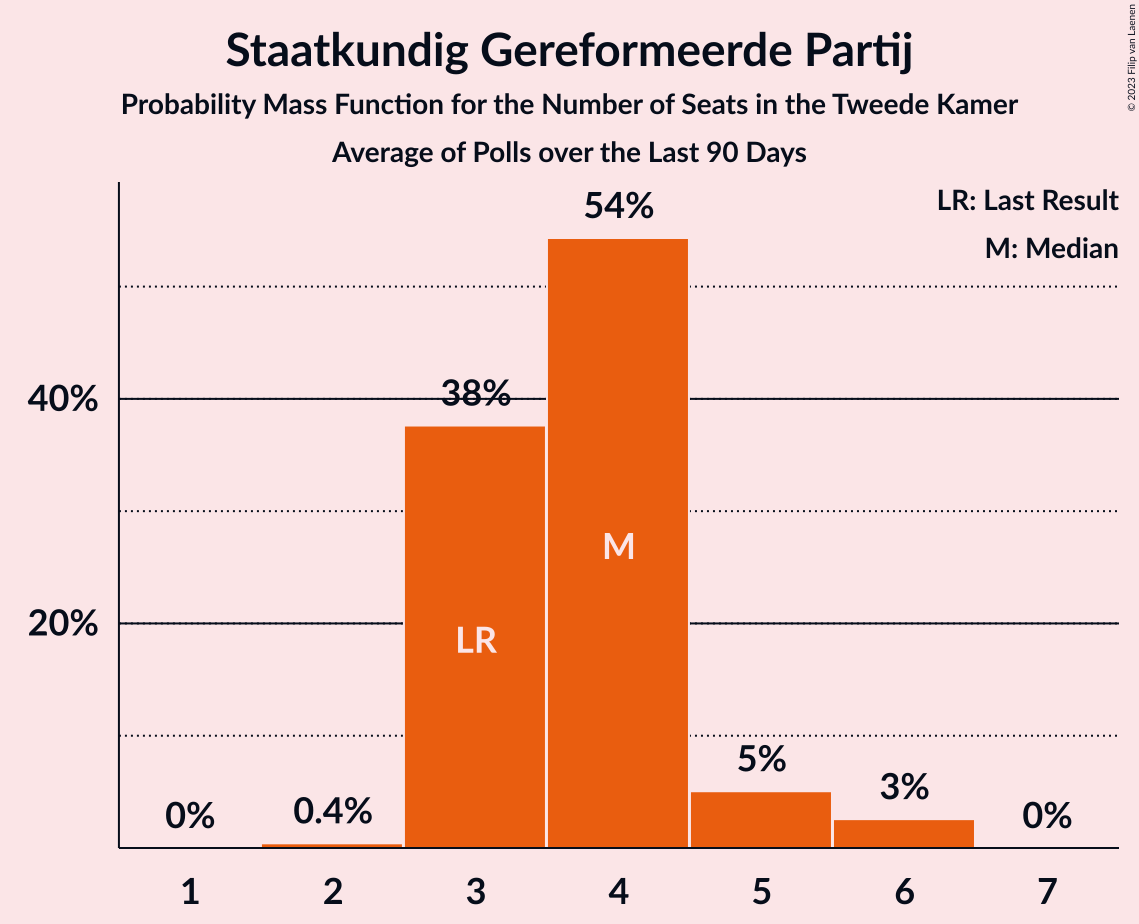 Staatkundig Gereformeerde Partij
Probability Mass Function for the Number of Seats in the Tweede Kamer
Average of Polls over the Last 90 Days
© 2023 Filip van Laenen
LR: Last Result
M: Median
54%
40%
38%
M
20%
LR
0%
0.4%
5%
3%
0%
1 2 3 4 5 6 7